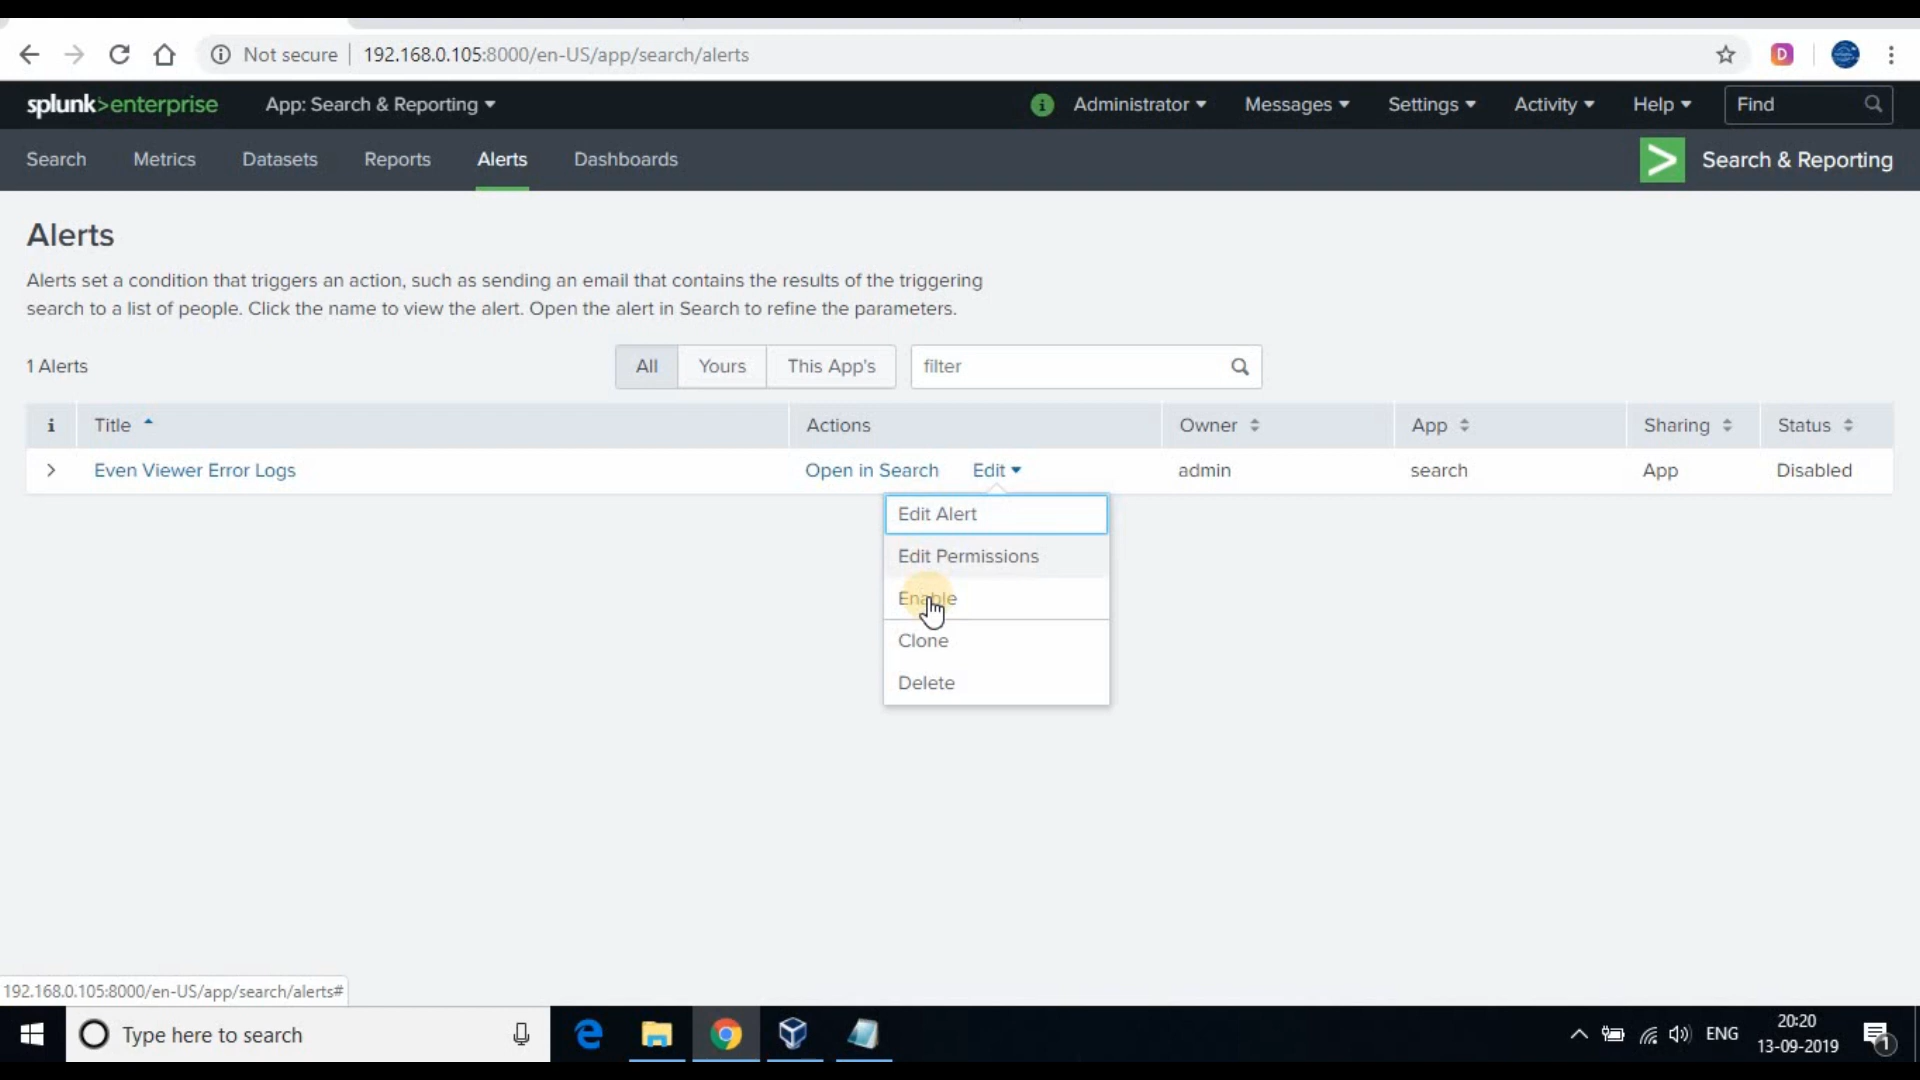 Not secure | 192.168.0.105:8000/en-US/app/search/alerts
D
splunk>enterprise App: Search & Reporting i Administrator Messages Settings Activity Help Find
Search Metrics Datasets Reports Alerts Dashboards > Search & Reporting
Alerts
Alerts set a condition that triggers an action, such as sending an email that contains the results of the triggering
search to a list of people. Click the name to view the alert. Open the alert in Search to refine the parameters.
1 Alerts All Yours This App's filter
i Title Actions Owner App Sharing Status
Even Viewer Error Logs Open in Search Edit admin search App Disabled
Edit Alert
Edit Permissions
Enable
Clone
Delete
192.168.0.105:8000/en-US/app/search/alerts#
Type here to search ENG 20:20
13-09-2019
1